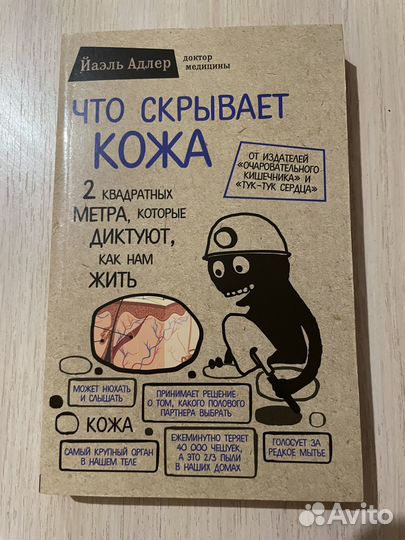 Йаэль Адлер
доктор
медицины
ЧТО СКРЫВАЕТ
КОЖА
ОТ ИЗДАТЕЛЕЙ
«ОЧАРОВАТЕЛЬНОГО
КИШЕЧНИКА» И
«ТУК-ТУК СЕРДЦА»
2 КВАДРАТНЫХ
МЕТРА, КОТОРЫЕ
ДИКТУЮТ,
КАК НАМ
ЖИТЬ
МОЖЕТ НЮХАТЬ
И СЛЫШАТЬ
ПРИНИМАЕТ РЕШЕНИЕ
О ТОМ, КАКОГО ПОЛОВОГО
ПАРТНЕРА ВЫБРАТЬ
КОЖА
САМЫЙ КРУПНЫЙ ОРГАН
В НАШЕМ ТЕЛЕ
ЕЖЕМИНУТНО ТЕРЯЕТ
40 000 ЧЕШУЕК,
А ЭТО 2/3 ПЫЛИ
В НАШИХ ДОМАХ
ГОЛОСУЕТ ЗА
РЕДКОЕ МЫТЬЕ
Avito